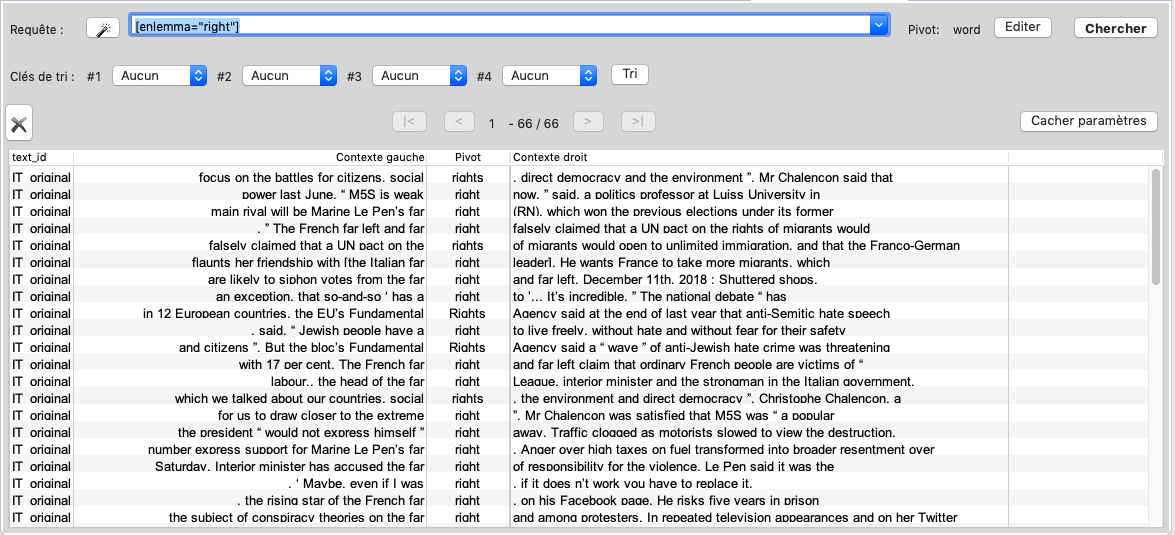 Requête : [enlemma="right"] Pivot: word Editer Chercher
Clés de tri : #1 Aucun #2 Aucun #3 Aucun #4 Aucun Tri
|< < 1 - 66 / 66 > >| Cacher paramètres
text_id Contexte gauche Pivot Contexte droit
IT_original focus on the battles for citizens, social rights , direct democracy and the environment ”. Mr Chalencon said that
IT_original power last June. “ M5S is weak right now, ” said. a politics professor at Luiss University in
IT_original main rival will be Marine Le Pen’s far right (RN), which won the previous elections under its former
IT_original . ” The French far left and far right falsely claimed that a UN pact on the rights of migrants would
IT_original falsely claimed that a UN pact on the rights of migrants would open to unlimited immigration, and that the Franco-German
IT_original flaunts her friendship with [the Italian far right leader]. He wants France to take more migrants, which
IT_original are likely to siphon votes from the far right and far left. December 11th, 2018 : Shuttered shops,
IT_original an exception, that so-and-so ‘ has a right to ’... It’s incredible. ” The national debate “ has
IT_original in 12 European countries, the EU’s Fundamental Rights Agency said at the end of last year that anti-Semitic hate speech
IT_original , said. “ Jewish people have a right to live freely, without hate and without fear for their safety
IT_original and citizens ”. But the bloc’s Fundamental Rights Agency said a “ wave ” of anti-Jewish hate crime was threatening
IT_original with 17 per cent. The French far right and far left claim that ordinary French people are victims of “
IT_original labour., the head of the far right League, interior minister and the strongman in the Italian government.
IT_original which we talked about our countries, social rights , the environment and direct democracy ”. Christophe Chalencon, a
IT_original for us to draw closer to the extreme right ”. Mr Chalencon was satisfied that M5S was “ a popular
IT_original the president “ would not express himself ” right away. Traffic clogged as motorists slowed to view the destruction.
IT_original number express support for Marine Le Pen’s far right . Anger over high taxes on fuel transformed into broader resentment over
IT_original Saturday. Interior minister has accused the far right of responsibility for the violence. Le Pen said it was the
IT_original . ‘ Maybe, even if I was right , if it does n’t work you have to replace it.
IT_original , the rising star of the French far right , on his Facebook page. He risks five years in prison
IT_original the subject of conspiracy theories on the far right and among protesters. In repeated television appearances and on her Twitter